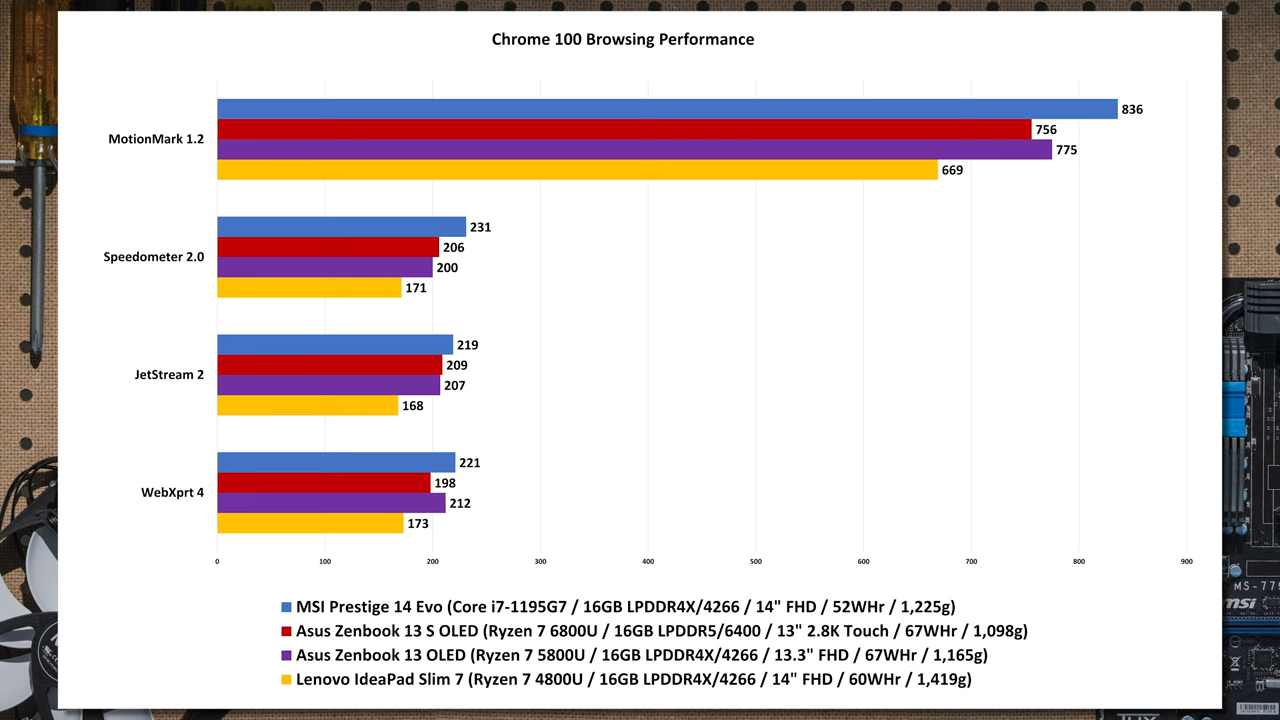 Chrome 100 Browsing Performance
MotionMark 1.2
836
756
775
669
Speedometer 2.0
231
206
200
171
JetStream 2
219
209
207
168
WebXprt 4
221
198
212
173
0 100 200 300 400 500 600 700 800 900
MSI Prestige 14 Evo (Core i7-1195G7 / 16GB LPDDR4X/4266 / 14" FHD / 52WHr / 1,225g)
Asus Zenbook 13 S OLED (Ryzen 7 6800U / 16GB LPDDR5/6400 / 13" 2.8K Touch / 67WHr / 1,098g)
Asus Zenbook 13 OLED (Ryzen 7 5800U / 16GB LPDDR4X/4266 / 13.3" FHD / 67WHr / 1,165g)
Lenovo IdeaPad Slim 7 (Ryzen 7 4800U / 16GB LPDDR4X/4266 / 14" FHD / 60WHr / 1,419g)
MS-779
msi